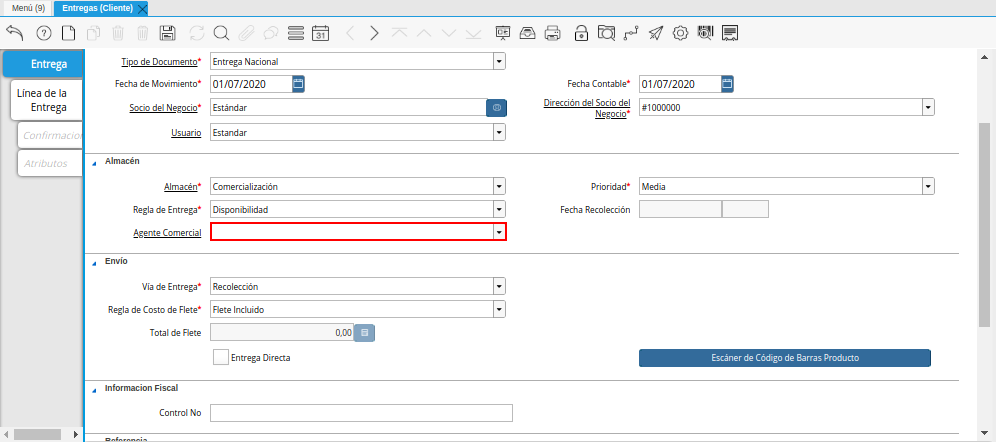 Menú (9) Entregas (Cliente)
31
Entrega
Línea de la Entrega
Confirmacion
Atributos
Tipo de Documento* Entrega Nacional
Fecha de Movimiento* 01/07/2020 Fecha Contable* 01/07/2020
Socio del Negocio* Estándar Dirección del Socio del Negocio* #1000000
Usuario Estandar
Almacén
Almacén* Comercialización Prioridad* Media
Regla de Entrega* Disponibilidad Fecha Recolección
Agente Comercial
Envío
Vía de Entrega* Recolección
Regla de Costo de Flete* Flete Incluido
Total de Flete 0,00
Entrega Directa Escáner de Código de Barras Producto
Informacion Fiscal
Control No